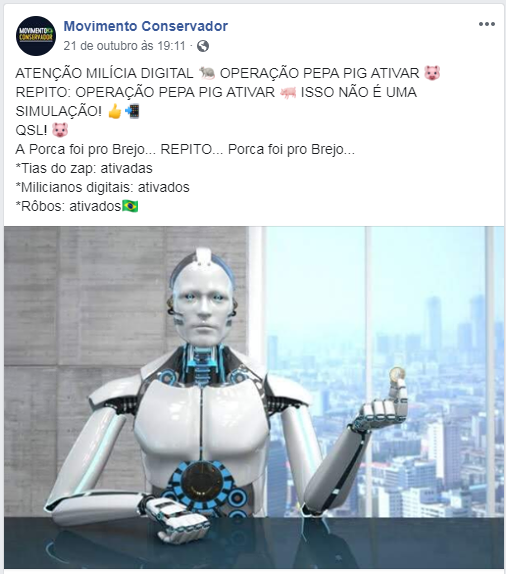 MOVIMENTO
CONSERVADOR
Movimento Conservador
21 de outubro às 19:11 ·
ATENÇÃO MILÍCIA DIGITAL 🐃 OPERAÇÃO PEPA PIG ATIVAR 🐷
REPITO: OPERAÇÃO PEPA PIG ATIVAR 🐖 ISSO NÃO É UMA
SIMULAÇÃO! 👍📲
QSL! 🐷
A Porca foi pro Brejo... REPITO... Porca foi pro Brejo...
*Tias do zap: ativadas
*Milicianos digitais: ativados
*Rôbos: ativados🇧🇷